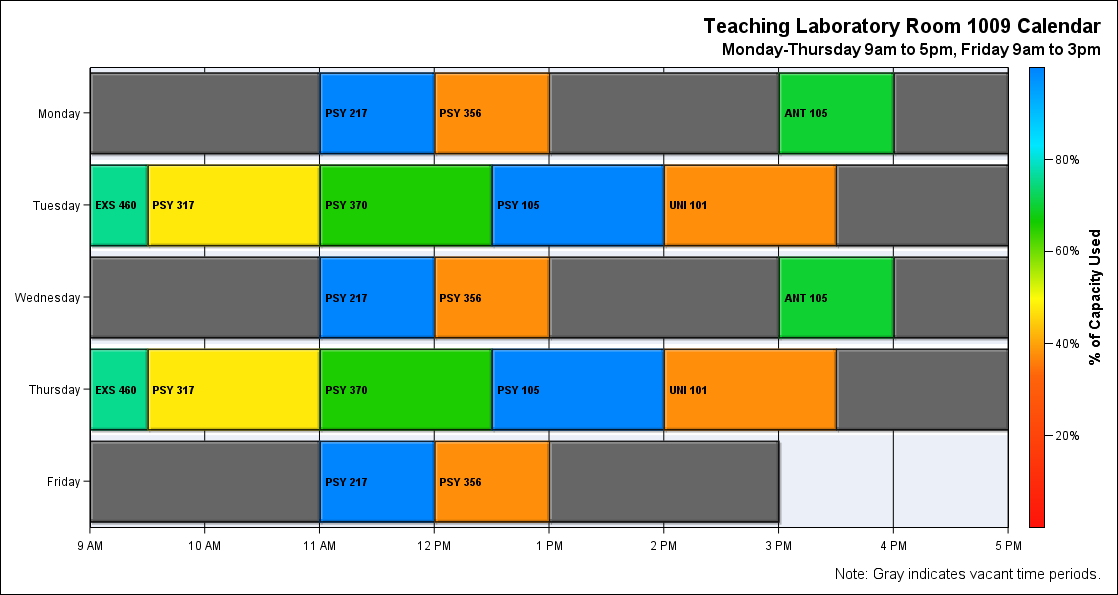 Teaching Laboratory Room 1009 Calendar
Monday-Thursday 9am to 5pm, Friday 9am to 3pm
Monday
PSY 217
PSY 356
ANT 105
Tuesday
EXS 460
PSY 317
PSY 370
PSY 105
UNI 101
Wednesday
PSY 217
PSY 356
ANT 105
Thursday
EXS 460
PSY 317
PSY 370
PSY 105
UNI 101
Friday
PSY 217
PSY 356
9 AM
10 AM
11 AM
12 PM
1 PM
2 PM
3 PM
4 PM
5 PM
80%
60%
40%
20%
% of Capacity Used
Note: Gray indicates vacant time periods.